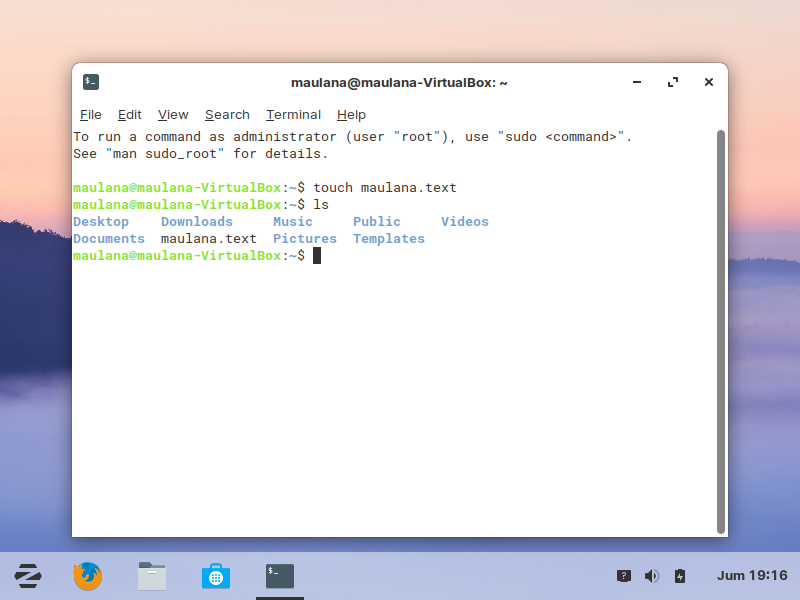 maulana@maulana-VirtualBox: ~
File Edit View Search Terminal Help
To run a command as administrator (user "root"), use "sudo <command>".
See "man sudo_root" for details.
maulana@maulana-VirtualBox:~$ touch maulana.text
maulana@maulana-VirtualBox:~$ ls
Desktop Downloads Music Public Videos
Documents maulana.text Pictures Templates
maulana@maulana-VirtualBox:~$
Jum 19:16